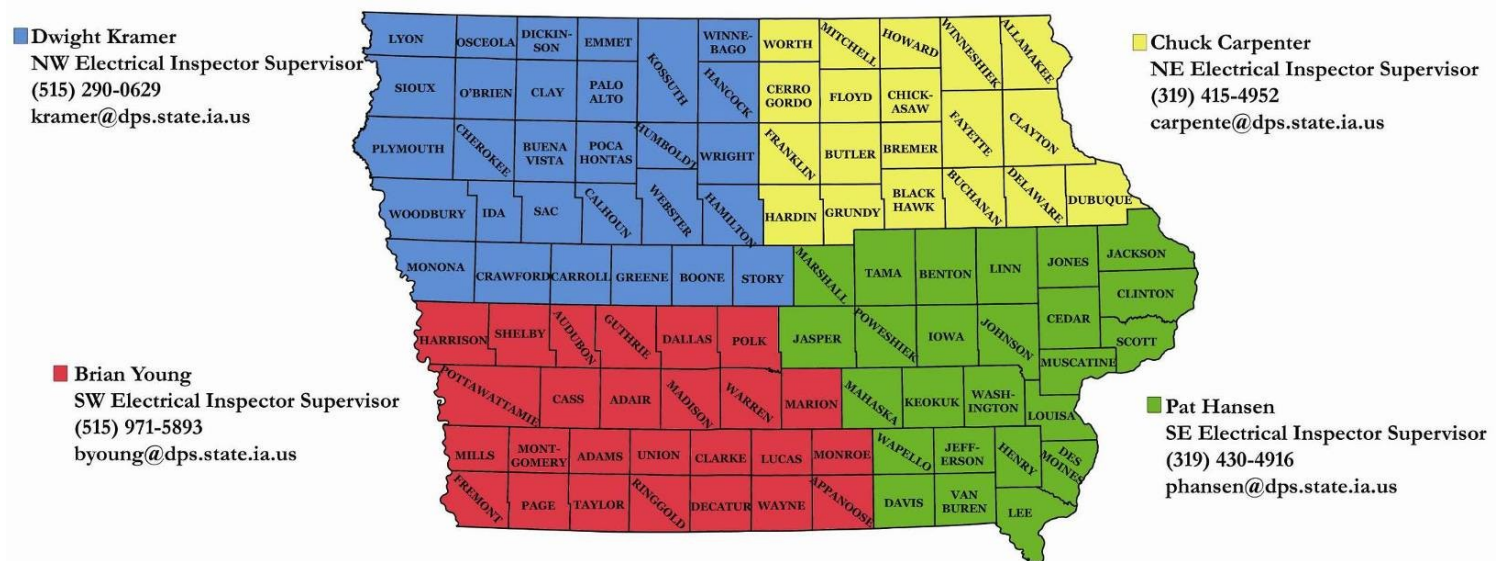 Dwight Kramer
NW Electrical Inspector Supervisor
(515) 290-0629
kramer@dps.state.ia.us
Chuck Carpenter
NE Electrical Inspector Supervisor
(319) 415-4952
carpente@dps.state.ia.us
LYON
OSCEOLA
DICKIN-
SON
EMMET
KOSSUTH
WINNE-
BAGO
WORTH
MITCHELL
HOWARD
WINNESHIEK
ALLAMAKEE
SIOUX
O'BRIEN
CLAY
PALO
ALTO
HANCOCK
CERRO
GORDO
FLOYD
CHICK-
ASAW
FAYETTE
CLAYTON
PLYMOUTH
CHEROKEE
BUENA
VISTA
POCA
HONTAS
HUMBOLDT
WRIGHT
FRANKLIN
BUTLER
BREMER
WOODBURY
IDA
SAC
CALHOUN
WEBSTER
HAMILTON
HARDIN
GRUNDY
BLACK
HAWK
BUCHANAN
DELAWARE
DUBUQUE
MONONA
CRAWFORD
CARROLL
GREENE
BOONE
STORY
MARSHALL
TAMA
BENTON
LINN
JONES
JACKSON
CLINTON
HARRISON
SHELBY
AUDUBON
GUTHRIE
DALLAS
POLK
JASPER
POWESHIEK
IOWA
JOHNSON
CEDAR
SCOTT
MUSCATINE
POTTAWATTAMIE
CASS
ADAIR
MADISON
WARREN
MARION
MAHASKA
KEOKUK
WASH-
INGTON
LOUISA
MILLS
MONT-
GOMERY
ADAMS
UNION
CLARKE
LUCAS
MONROE
WAPELLO
JEFF-
ERSON
HENRY
DES
MOINES
FREMONT
PAGE
TAYLOR
RINGGOLD
DECATUR
WAYNE
APPANOOSE
DAVIS
VAN
BUREN
LEE
Brian Young
SW Electrical Inspector Supervisor
(515) 971-5893
byoung@dps.state.ia.us
Pat Hansen
SE Electrical Inspector Supervisor
(319) 430-4916
phansen@dps.state.ia.us